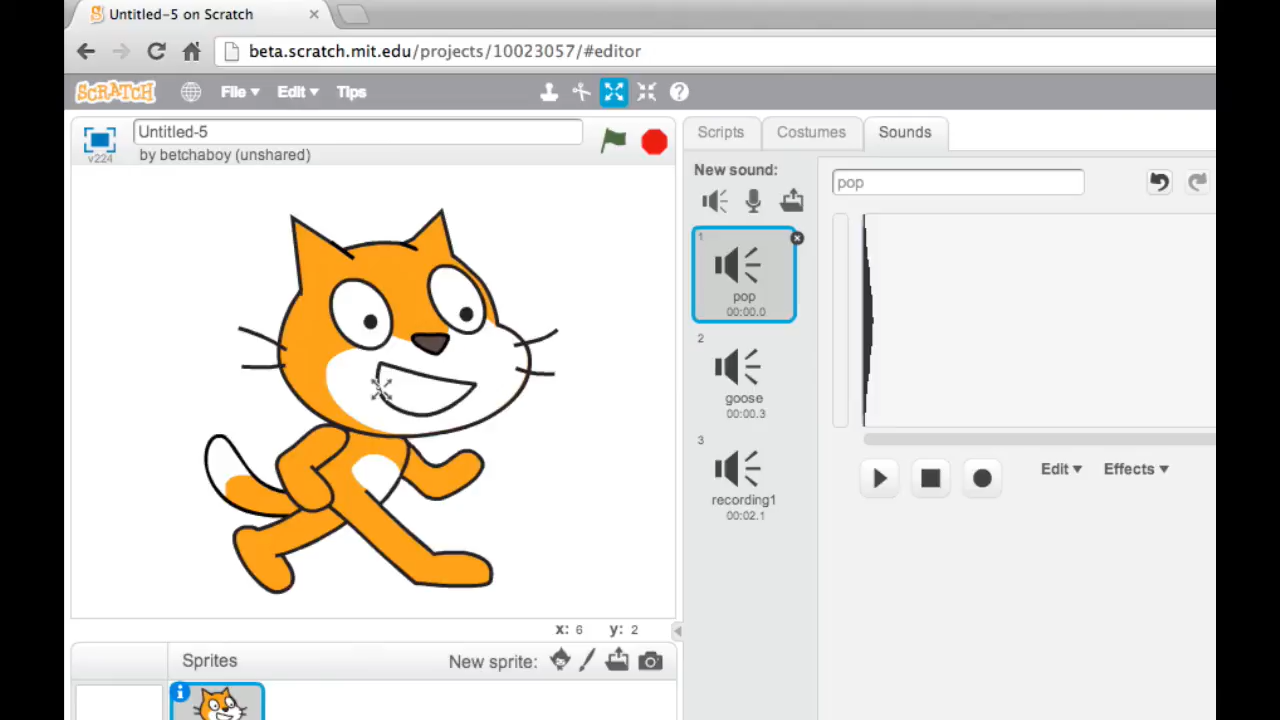 Untitled-5 on Scratch
beta.scratch.mit.edu/projects/10023057/#editor
SCRATCH File Edit Tips
Untitled-5
by betchaboy (unshared)
v224
Scripts Costumes Sounds
New sound:
pop
1
pop
00:00.0
2
goose
00:00.3
3
recording1
00:02.1
Edit Effects
x: 6 y: 2
Sprites New sprite: